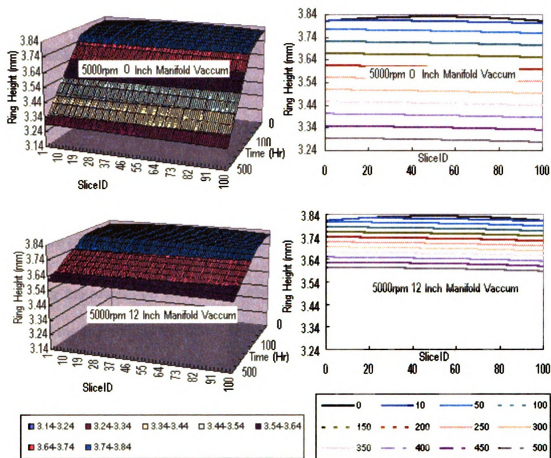 Ring Height (mm)
3.84
3.74
3.64
3.54
3.44
3.34
3.24
3.14
5000rpm 0 Inch Manifold Vaccum
1 10 19 28 37 46 55 64 73 82 91 100
SliceID
0
100
500
Time (Hr)
Ring Height (mm)
3.84
3.74
3.64
3.54
3.44
3.34
3.24
5000rpm 0 Inch Manifold Vaccum
0 20 40 60 80 100
SliceID
Ring Height (mm)
3.84
3.74
3.64
3.54
3.44
3.34
3.24
3.14
5000rpm 12 Inch Manifold Vaccum
1 10 19 28 37 46 55 64 73 82 91 100
SliceID
0
100
500
Time (Hr)
Ring Height (mm)
3.84
3.74
3.64
3.54
3.44
3.34
3.24
5000rpm 12 Inch Manifold Vaccum
0 20 40 60 80 100
SliceID
3.14-3.24 3.24-3.34 3.34-3.44 3.44-3.54 3.54-3.64
3.64-3.74 3.74-3.84
0 10 50 100
150 200 250 300
350 400 450 500